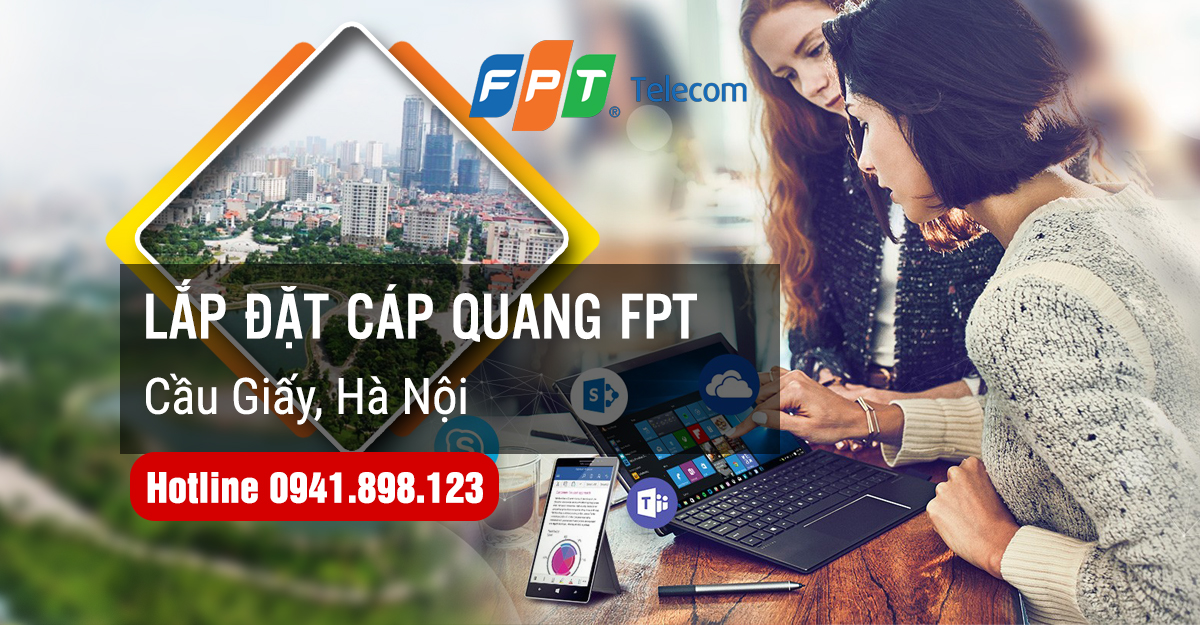 FPT® Telecom
LẮP ĐẶT CÁP QUANG FPT
Cầu Giấy, Hà Nội
Hotline 0941.898.123